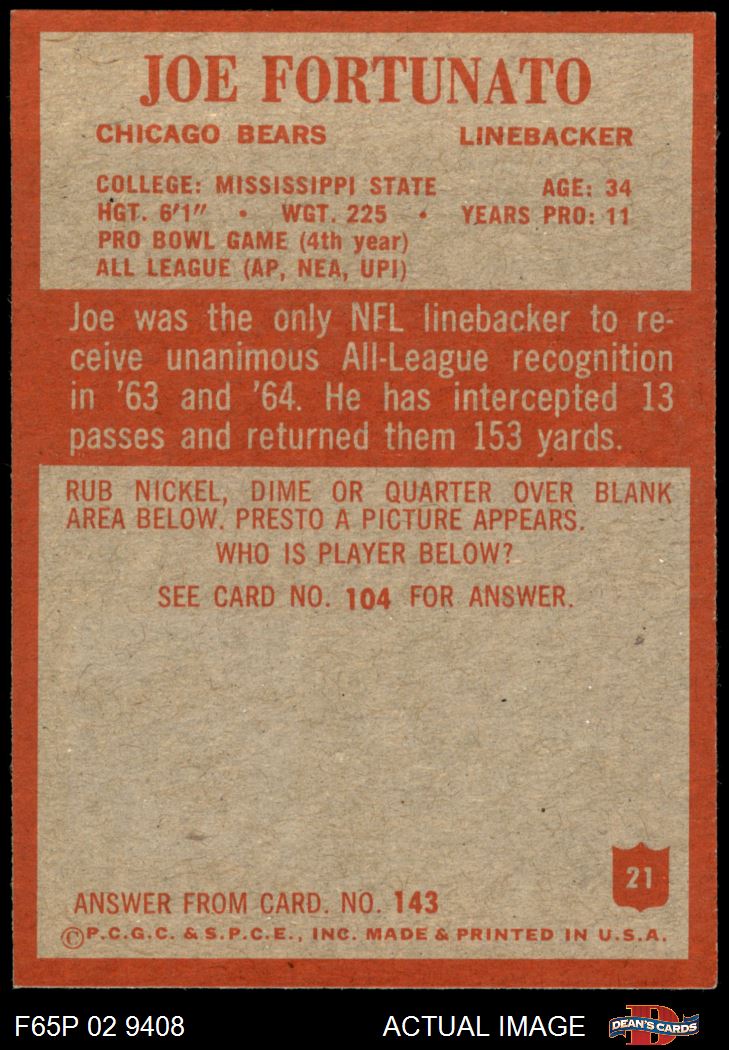 JOE FORTUNATO
CHICAGO BEARS LINEBACKER
COLLEGE: MISSISSIPPI STATE AGE: 34
HGT. 6'1" • WGT. 225 • YEARS PRO: 11
PRO BOWL GAME (4th year)
ALL LEAGUE (AP, NEA, UPI)
Joe was the only NFL linebacker to re-
ceive unanimous All-League recognition
in '63 and '64. He has intercepted 13
passes and returned them 153 yards.
RUB NICKEL, DIME OR QUARTER OVER BLANK
AREA BELOW. PRESTO A PICTURE APPEARS.
WHO IS PLAYER BELOW?
SEE CARD NO. 104 FOR ANSWER.
21
ANSWER FROM CARD. NO. 143
©P.C.G.C. & S.P.C.E., INC. MADE & PRINTED IN U.S.A.
F65P 02 9408 ACTUAL IMAGE D DEAN'S CARDS